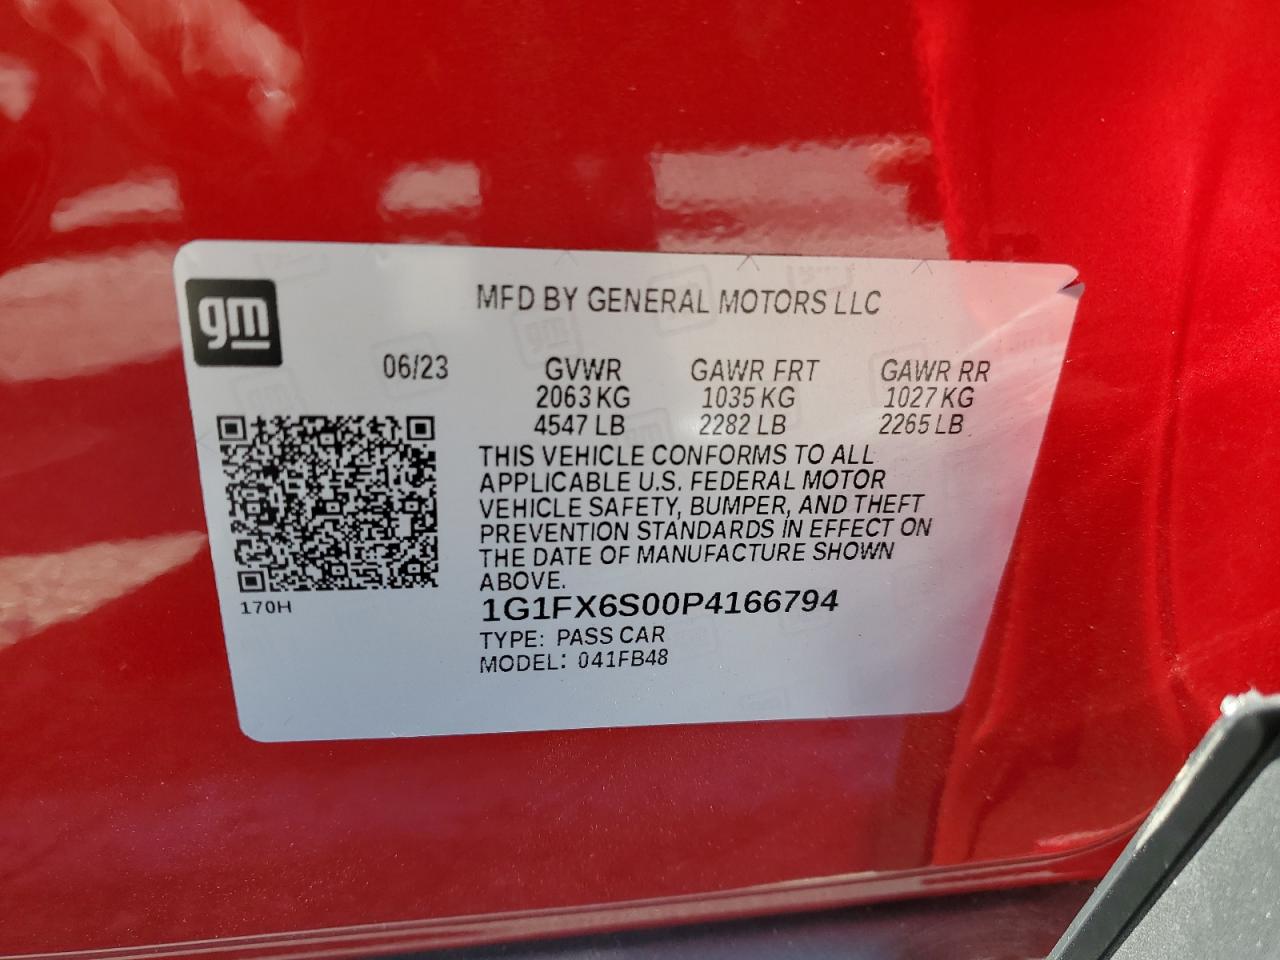 gm
MFD BY GENERAL MOTORS LLC
06/23 GVWR GAWR FRT GAWR RR
2063 KG 1035 KG 1027 KG
4547 LB 2282 LB 2265 LB
THIS VEHICLE CONFORMS TO ALL
APPLICABLE U.S. FEDERAL MOTOR
VEHICLE SAFETY, BUMPER, AND THEFT
PREVENTION STANDARDS IN EFFECT ON
THE DATE OF MANUFACTURE SHOWN
ABOVE.
170H
1G1FX6S00P4166794
TYPE: PASS CAR
MODEL: 041FB48